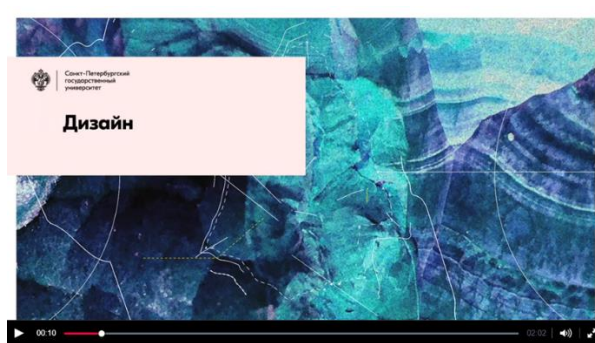 Санкт-Петербургский
государственный
университет
Дизайн
00:10
02:02